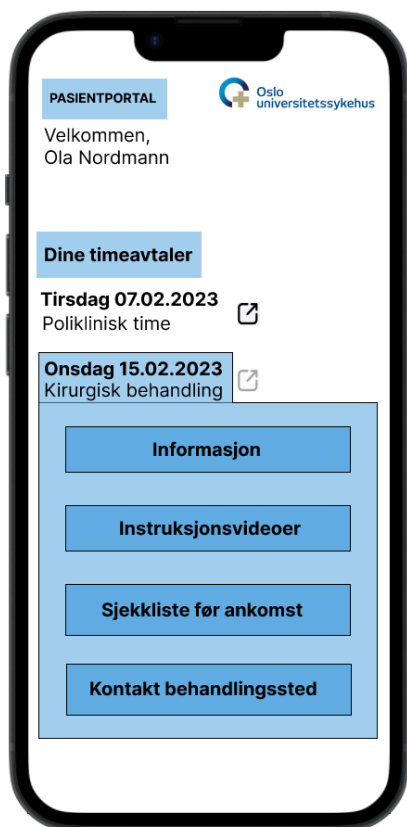 PASIENTPORTAL
Oslo
universitetssykehus
Velkommen,
Ola Nordmann
Dine timeavtaler
Tirsdag 07.02.2023
Poliklinisk time
Onsdag 15.02.2023
Kirurgisk behandling
Informasjon
Instruksjonsvideoer
Sjekkliste før ankomst
Kontakt behandlingssted